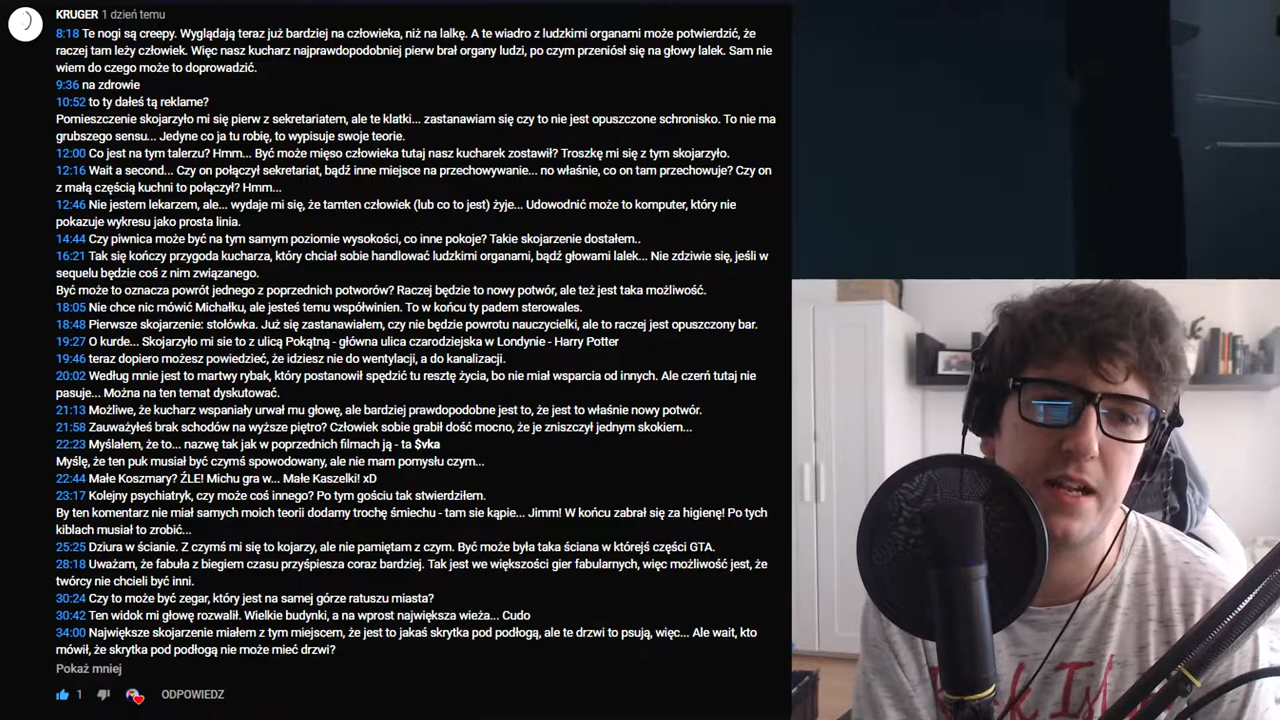 KRUGER 1 dzień temu
8:18 Te nogi są creepy. Wyglądają teraz już bardziej na człowieka, niż na lalkę. A te wiadro z ludzkimi organami może potwierdzić, że
raczej tam leży człowiek. Więc nasz kucharz najprawdopodobniej pierw brał organy ludzi, po czym przeniósł się na głowy lalek. Sam nie
wiem do czego może to doprowadzić.
9:36 na zdrowie
10:52 to ty dałeś tą reklame?
Pomieszczenie skojarzyło mi się pierw z sekretariatem, ale te klatki... zastanawiam się czy to nie jest opuszczone schronisko. To nie ma
grubszego sensu... Jedyne co ja tu robię, to wypisuje swoje teorie.
12:00 Co jest na tym talerzu? Hmm... Być może mięso człowieka tutaj nasz kucharek zostawił? Troszkę mi się z tym skojarzyło.
12:16 Wait a second... Czy on połączył sekretariat, bądź inne miejsce na przechowywanie... no właśnie, co on tam przechowuje? Czy on
z małą częścią kuchni to połączył? Hmm...
12:46 Nie jestem lekarzem, ale... wydaje mi się, że tamten człowiek (lub co to jest) żyje... Udowodnić może to komputer, który nie
pokazuje wykresu jako prosta linia.
14:44 Czy piwnica może być na tym samym poziomie wysokości, co inne pokoje? Takie skojarzenie dostałem..
16:21 Tak się kończy przygoda kucharza, który chciał sobie handlować ludzkimi organami, bądź głowami lalek... Nie zdziwie się, jeśli w
sequelu będzie coś z nim związanego.
Być może to oznacza powrót jednego z poprzednich potworów? Raczej będzie to nowy potwór, ale też jest taka możliwość.
18:05 Nie chce nic mówić Michałku, ale jesteś temu współwinien. To w końcu ty padem sterowales.
18:48 Pierwsze skojarzenie: stołówka. Już się zastanawiałem, czy nie będzie powrotu nauczycielki, ale to raczej jest opuszczony bar.
19:27 O kurde... Skojarzyło mi sie to z ulicą Pokątną - główna ulica czarodziejska w Londynie - Harry Potter
19:46 teraz dopiero możesz powiedzieć, że idziesz nie do wentylacji, a do kanalizacji.
20:02 Według mnie jest to martwy rybak, który postanowił spędzić tu resztę życia, bo nie miał wsparcia od innych. Ale czerń tutaj nie
pasuje... Można na ten temat dyskutować.
21:13 Możliwe, że kucharz wspaniały urwał mu głowę, ale bardziej prawdopodobne jest to, że jest to właśnie nowy potwór.
21:58 Zauważyłeś brak schodów na wyższe piętro? Człowiek sobie grabił dość mocno, że je zniszczył jednym skokiem...
22:23 Myślałem, że to... nazwę tak jak w poprzednich filmach ją - ta $vka
Myślę, że ten puk musiał być czymś spowodowany, ale nie mam pomysłu czym...
22:44 Małe Koszmary? ŹLE! Michu gra w... Małe Kaszelki! xD
23:17 Kolejny psychiatryk, czy może coś innego? Po tym gościu tak stwierdziłem.
By ten komentarz nie miał samych moich teorii dodamy trochę śmiechu - tam sie kąpie... Jimm! W końcu zabrał się za higienę! Po tych
kiblach musiał to zrobić...
25:25 Dziura w ścianie. Z czymś mi się to kojarzy, ale nie pamiętam z czym. Być może była taka ściana w którejś części GTA.
28:18 Uważam, że fabuła z biegiem czasu przyśpiesza coraz bardziej. Tak jest we większości gier fabularnych, więc możliwość jest, że
twórcy nie chcieli być inni.
30:24 Czy to może być zegar, który jest na samej górze ratuszu miasta?
30:42 Ten widok mi głowę rozwalił. Wielkie budynki, a na wprost największa wieża... Cudo
34:00 Największe skojarzenie miałem z tym miejscem, że jest to jakaś skrytka pod podłogą, ale te drzwi to psują, więc... Ale wait, kto
mówił, że skrytka pod podłogą nie może mieć drzwi?
Pokaż mniej
1 ODPOWIEDZ